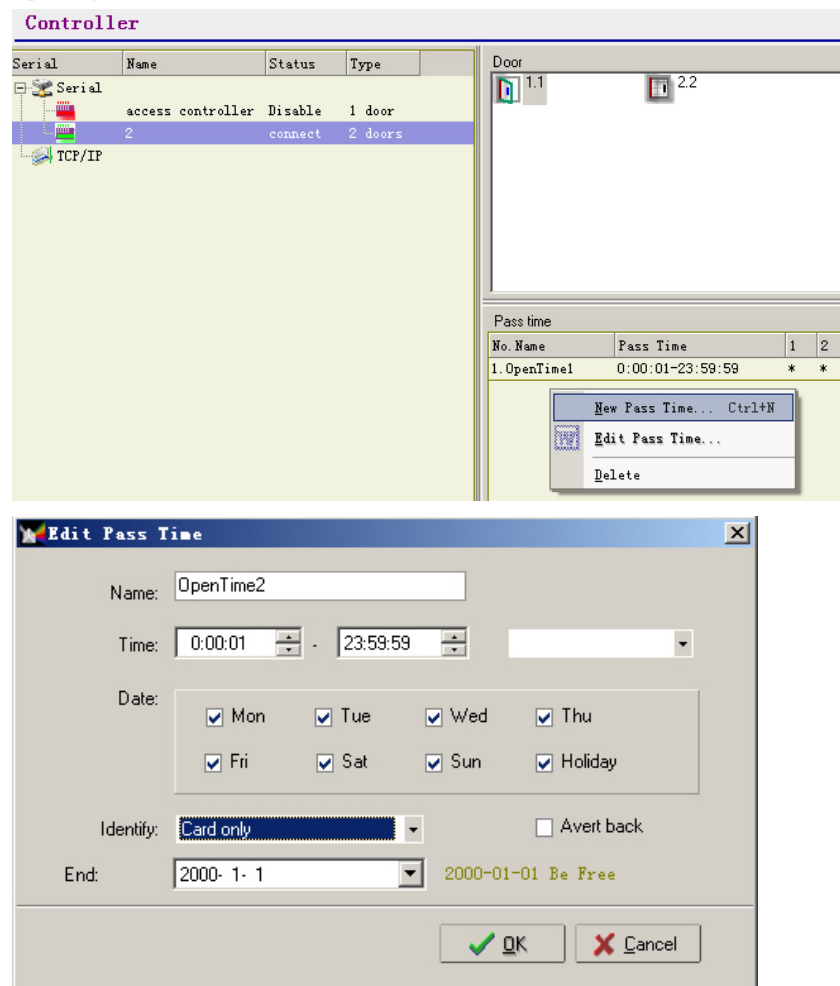 Controller
Serial Name Status Type
Serial
access controller Disable 1 door
2 connect 2 doors
TCP/IP
Door
1.1 2.2
Pass time
No. Name Pass Time 1 2
1.OpenTime1 0:00:01-23:59:59 * *
New Pass Time... Ctrl+N
Edit Pass Time...
Delete
Edit Pass Time
Name: OpenTime2
Time: 0:00:01 - 23:59:59
Date:
Mon Tue Wed Thu
Fri Sat Sun Holiday
Identify: Card only Avert back
End: 2000- 1- 1 2000-01-01 Be Free
OK Cancel